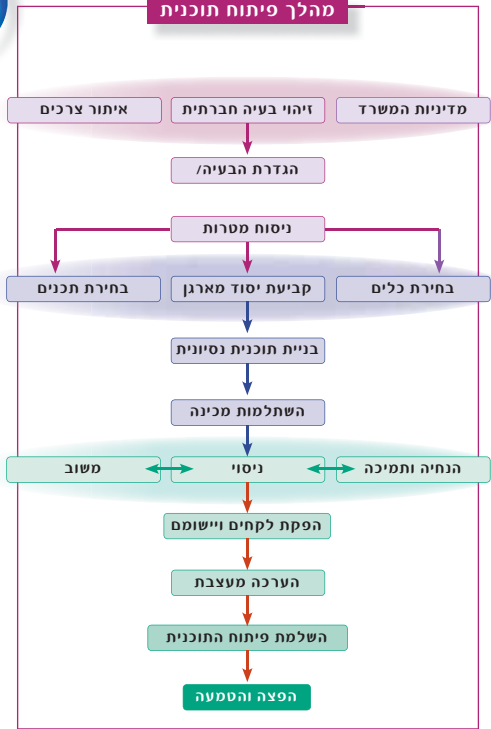 מהלך פיתוח תוכנית
מדיניות המשרד
זיהוי בעיה חברתית
איתור צרכים
הגדרת הבעיה/
ניסוח מטרות
בחירת כלים
קביעת יסוד מארגן
בחירת תכנים
בניית תוכנית נסיונית
השתלמות מכינה
הנחיה ותמיכה
ניסוי
משוב
הפקת לקחים ויישומם
הערכה מעצבת
השלמת פיתוח התוכנית
הפצה והטמעה